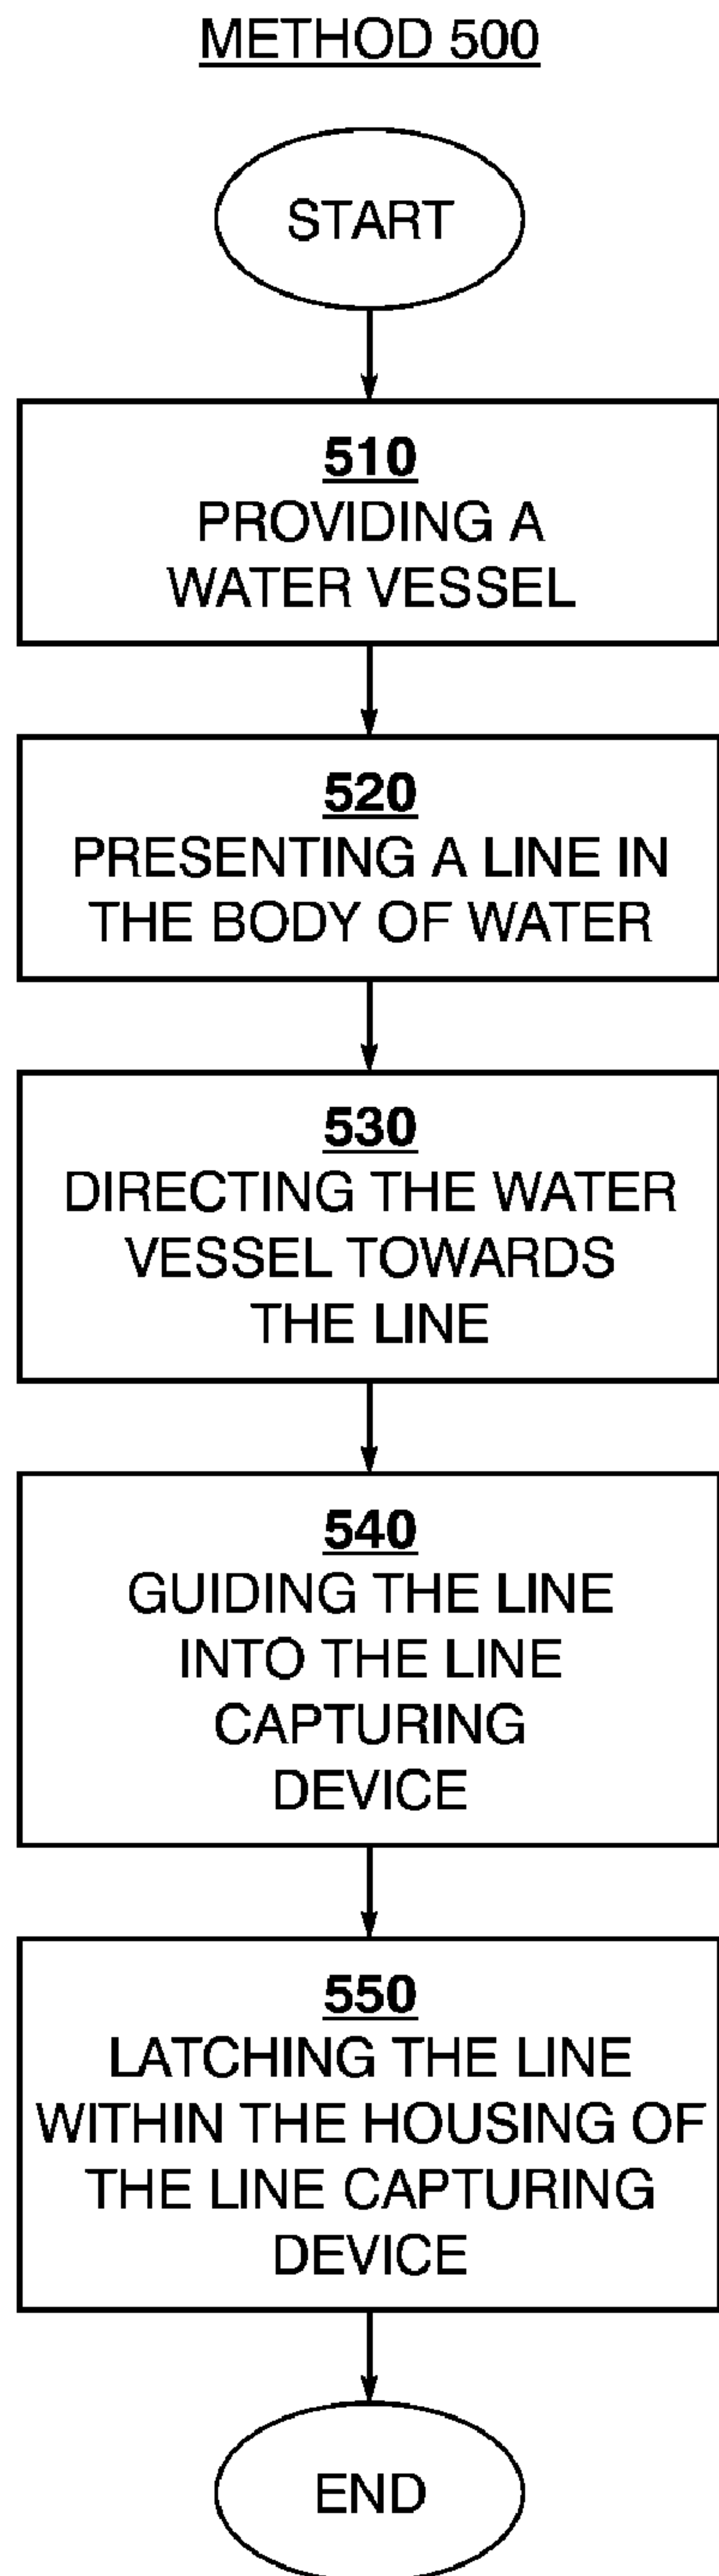 METHOD 500
START
510
PROVIDING A
WATER VESSEL
520
PRESENTING A LINE IN
THE BODY OF WATER
530
DIRECTING THE WATER
VESSEL TOWARDS
THE LINE
540
GUIDING THE LINE
INTO THE LINE
CAPTURING
DEVICE
550
LATCHING THE LINE
WITHIN THE HOUSING OF
THE LINE CAPTURING
DEVICE
END